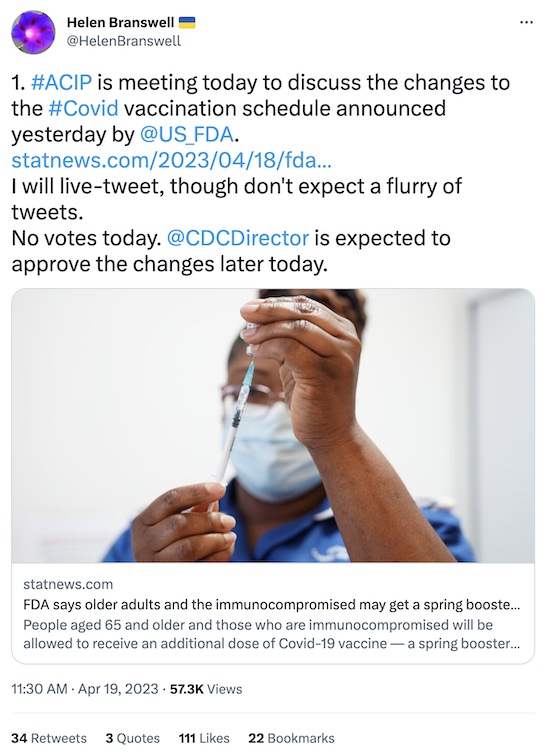 Helen Branswell 🇺🇦
@HelenBranswell
1. #ACIP is meeting today to discuss the changes to
the #Covid vaccination schedule announced
yesterday by @US_FDA.
statnews.com/2023/04/18/fda...
I will live-tweet, though don't expect a flurry of
tweets.
No votes today. @CDCDirector is expected to
approve the changes later today.
statnews.com
FDA says older adults and the immunocompromised may get a spring booste...
People aged 65 and older and those who are immunocompromised will be
allowed to receive an additional dose of Covid-19 vaccine — a spring booster...
11:30 AM · Apr 19, 2023 · 57.3K Views
34 Retweets 3 Quotes 111 Likes 22 Bookmarks